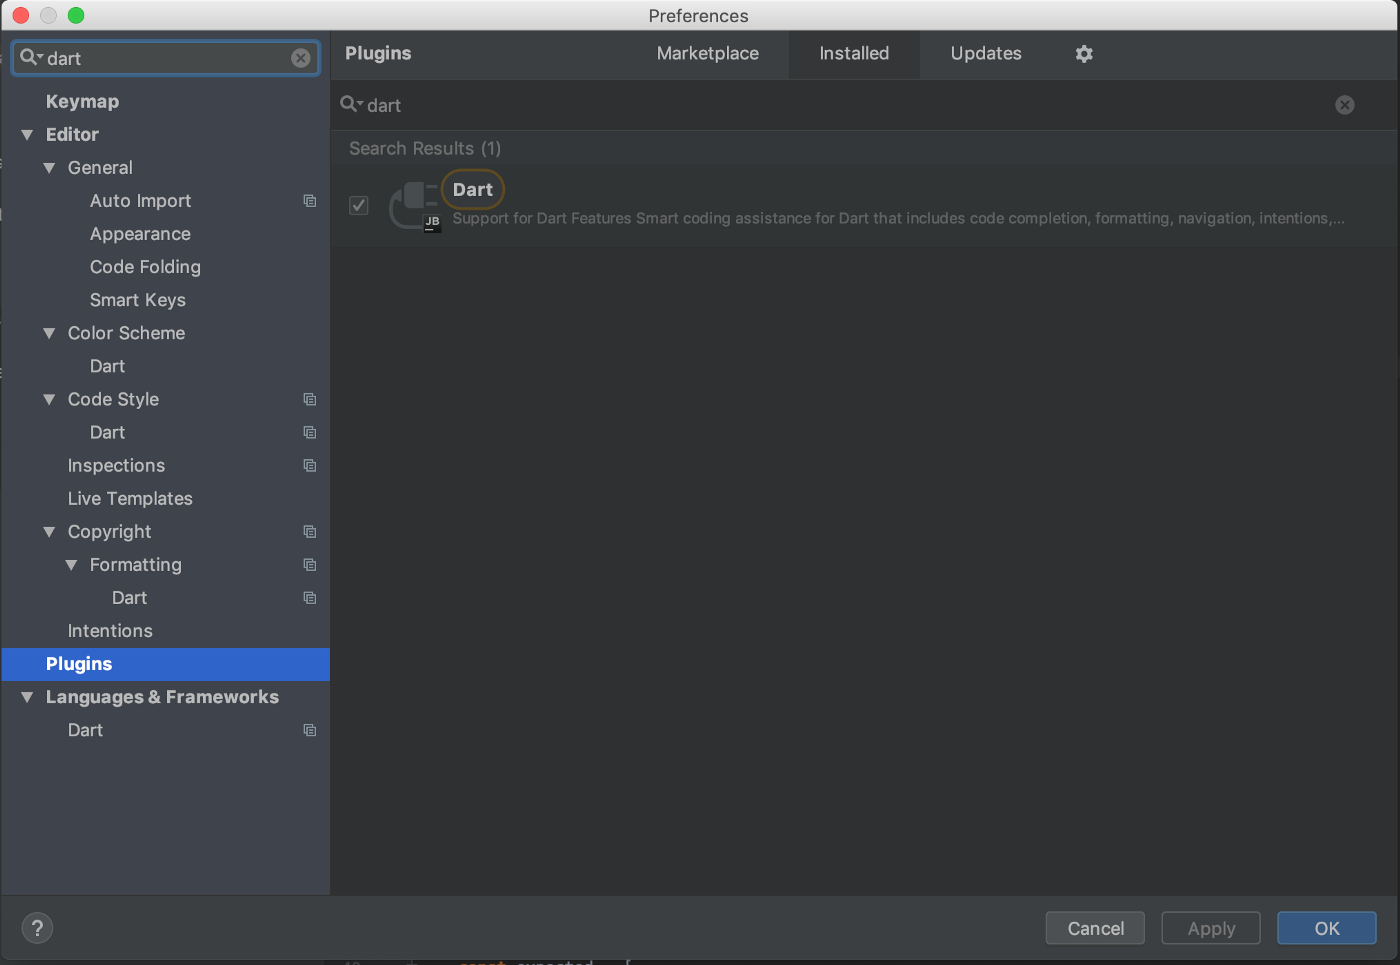 Preferences
dart
Keymap
Editor
General
Auto Import
Appearance
Code Folding
Smart Keys
Color Scheme
Dart
Code Style
Dart
Inspections
Live Templates
Copyright
Formatting
Dart
Intentions
Plugins
Languages & Frameworks
Dart
Plugins Marketplace Installed Updates
dart
Search Results (1)
Dart
JB
Support for Dart Features Smart coding assistance for Dart that includes code completion, formatting, navigation, intentions,...
? Cancel Apply OK